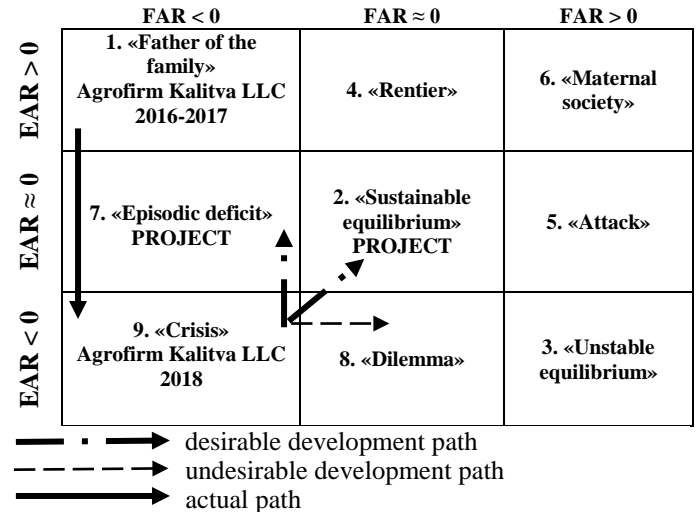 FAR < 0
FAR ≈ 0
FAR > 0
EAR > 0
1. «Father of the
family»
Agrofirm Kalitva LLC
2016-2017
4. «Rentier»
6. «Maternal
society»
EAR ≈ 0
7. «Episodic deficit»
PROJECT
2. «Sustainable
equilibrium»
PROJECT
5. «Attack»
EAR < 0
9. «Crisis»
Agrofirm Kalitva LLC
2018
8. «Dilemma»
3. «Unstable
equilibrium»
desirable development path
undesirable development path
actual path